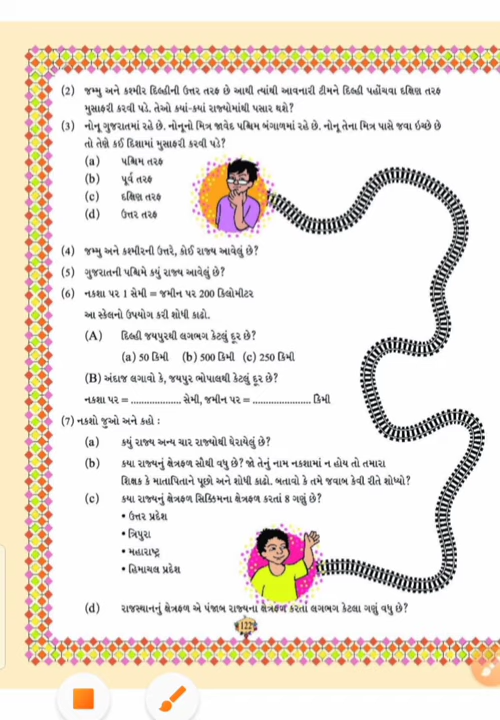 (2) જમ્મુ અને કશ્મીર દિલ્હીની ઉત્તર તરફ છે આથી ત્યાંથી આવનારી ટીમને દિલ્હી પહોંચવા દક્ષિણ તરફ
મુસાફરી કરવી પડે. તેઓ કયાં-કયાં રાજ્યોમાંથી પસાર થશે?
(3) નોનૂ ગુજરાતમાં રહે છે. નોનૂનો મિત્ર જાવેદ પશ્ચિમ બંગાળમાં રહે છે. નોનૂ તેના મિત્ર પાસે જવા ઇચ્છે છે
તો તેણે કઈ દિશામાં મુસાફરી કરવી પડે?
(a) પશ્ચિમ તરફ
(b) પૂર્વ તરફ
(c) દક્ષિણ તરફ
(d) ઉત્તર તરફ
(4) જમ્મુ અને કશ્મીરની ઉત્તરે, કોઈ રાજ્ય આવેલું છે?
(5) ગુજરાતની પશ્ચિમે કયું રાજ્ય આવેલું છે?
(6) નકશા પર 1 સેમી = જમીન પર 200 કિલોમીટર
આ સ્કેલનો ઉપયોગ કરી શોધી કાઢો.
(A) દિલ્હી જયપુરથી લગભગ કેટલું દૂર છે?
(a) 50 કિમી (b) 500 કિમી (c) 250 કિમી
(B) અંદાજ લગાવો કે, જયપુર ભોપાલથી કેટલું દૂર છે?
નકશા પર = .................. સેમી, જમીન પર = ..................... કિમી
(7) નકશો જુઓ અને કહો :
(a) કયું રાજ્ય અન્ય ચાર રાજ્યોથી ઘેરાયેલું છે?
(b) કયા રાજ્યનું ક્ષેત્રફળ સૌથી વધુ છે? જો તેનું નામ નકશામાં ન હોય તો તમારા
શિક્ષક કે માતાપિતાને પૂછો અને શોધી કાઢો. બતાવો કે તમે જવાબ કેવી રીતે શોધ્યો?
(c) કયા રાજ્યનું ક્ષેત્રફળ સિક્કિમના ક્ષેત્રફળ કરતાં 8 ગણું છે?
• ઉત્તર પ્રદેશ
• ત્રિપુરા
• મહારાષ્ટ્ર
• હિમાચલ પ્રદેશ
(d) રાજસ્થાનનું ક્ષેત્રફળ એ પંજાબ રાજ્યના ક્ષેત્રફળ કરતાં લગભગ કેટલા ગણું વધુ છે?
122